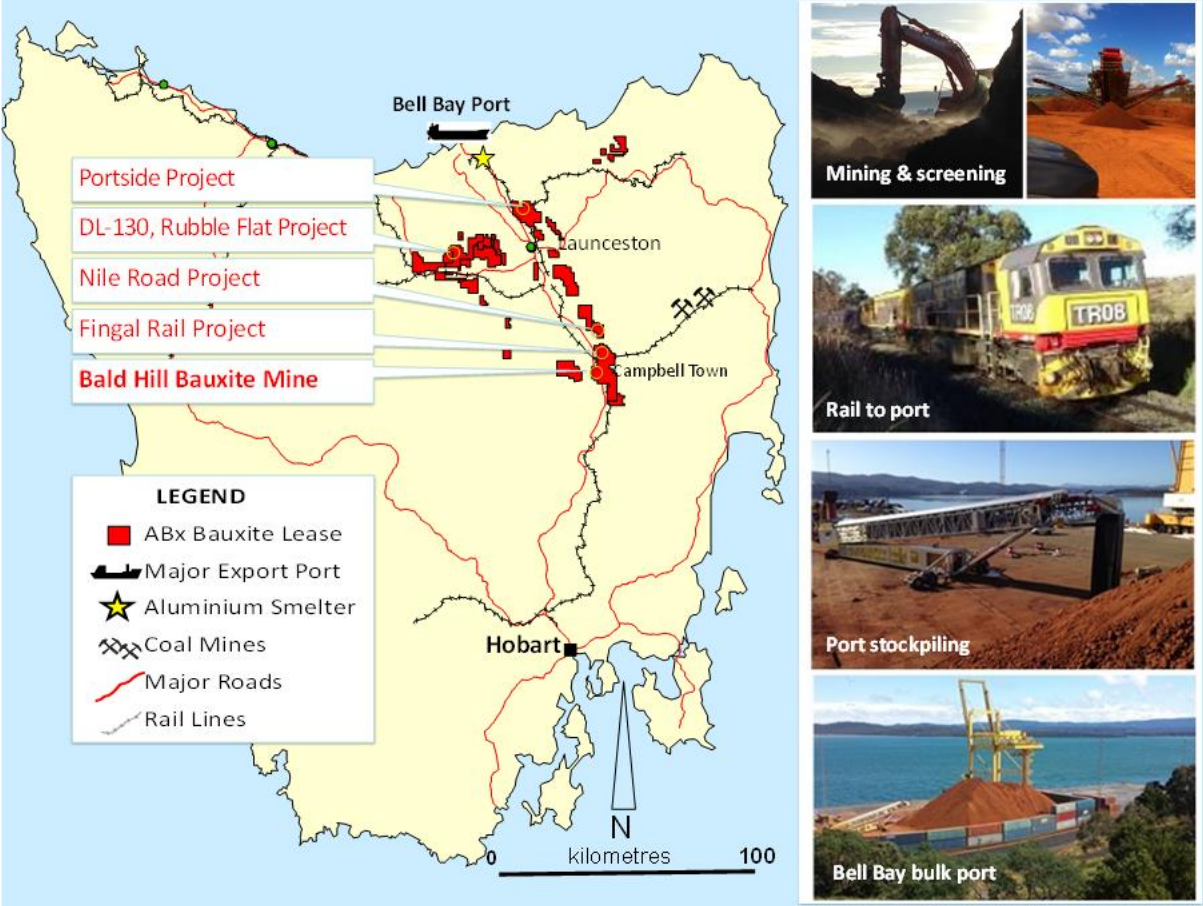 Bell Bay Port
Portside Project
DL-130, Rubble Flat Project
Nile Road Project
Fingal Rail Project
Bald Hill Bauxite Mine
Launceston
Campbell Town
LEGEND
ABx Bauxite Lease
Major Export Port
Aluminium Smelter
Coal Mines
Major Roads
Rail Lines
Hobart
N
0 kilometres 100
Mining & screening
TR08
TR08
Rail to port
Port stockpiling
Bell Bay bulk port